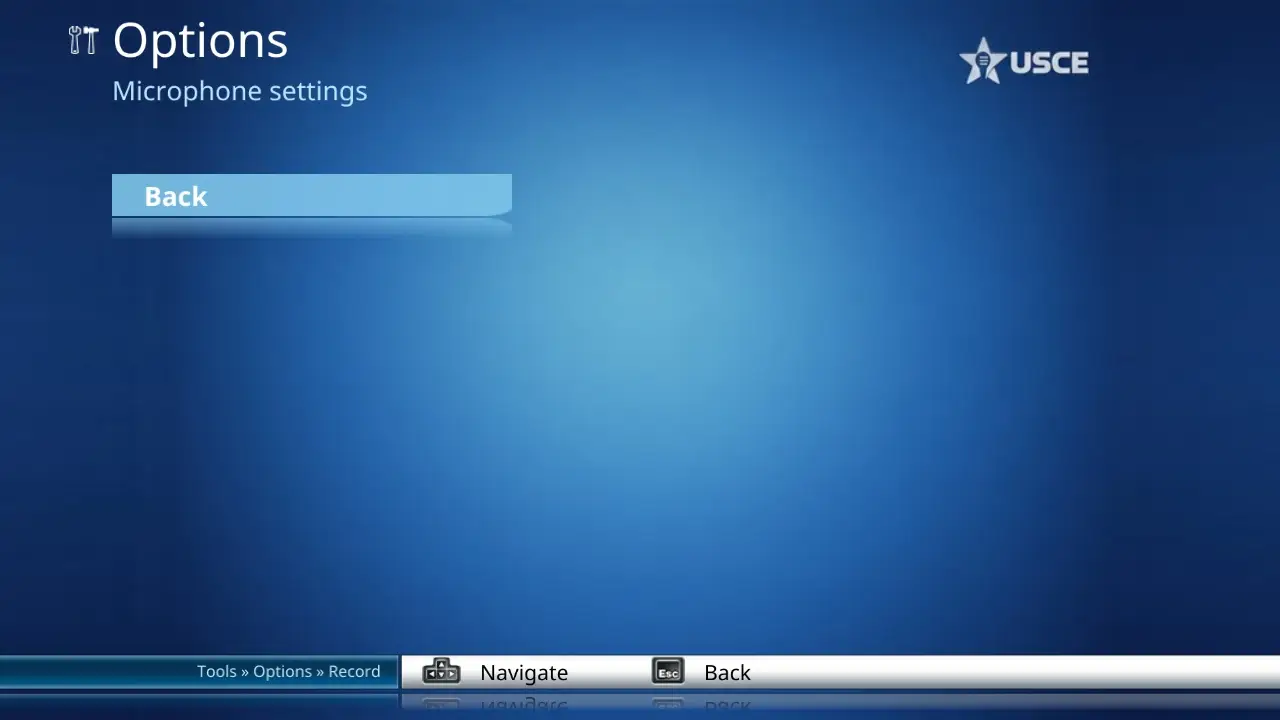 Options
Microphone settings
USCE
Back
Tools » Options » Record
Navigate
Esc
Back